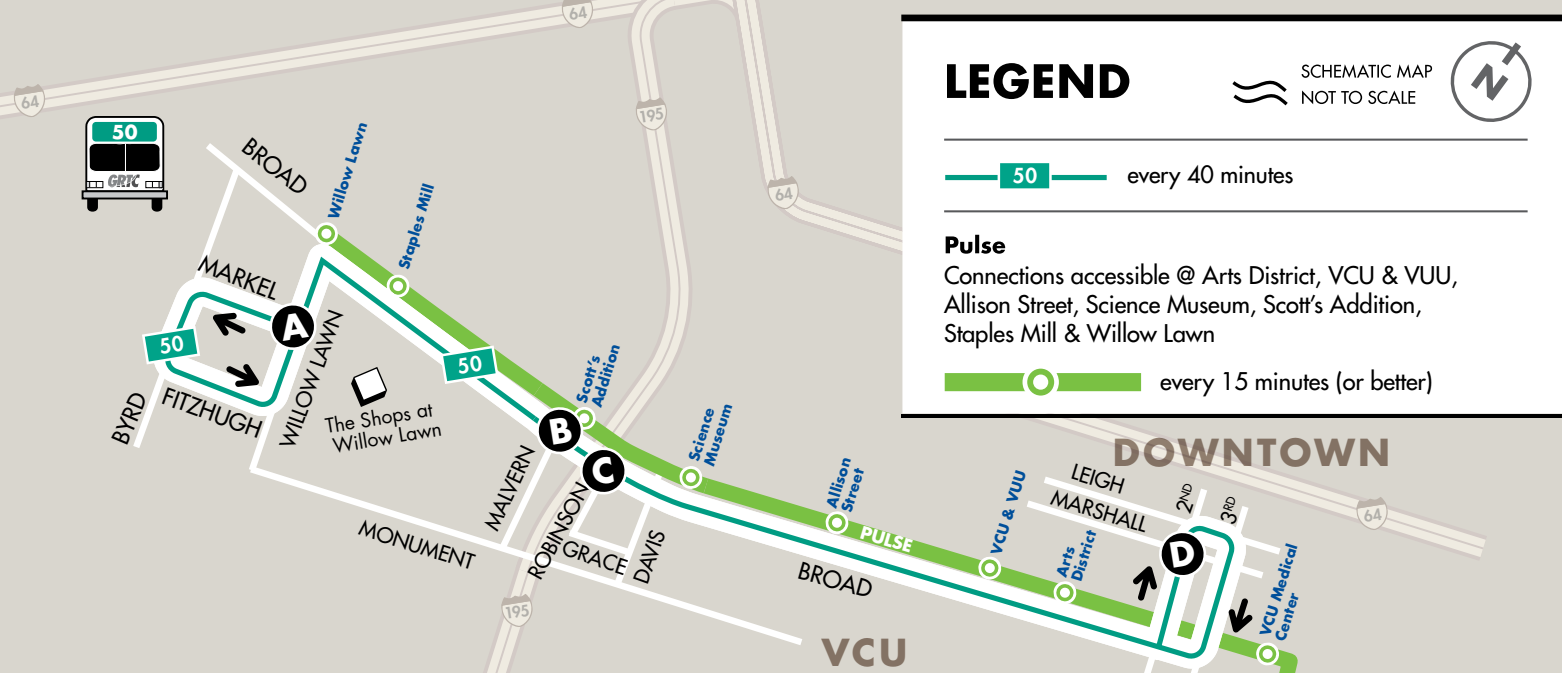 64
64
50
GRTC
BROAD
Willow Lawn
Staples Mill
195
64
LEGEND
SCHEMATIC MAP
NOT TO SCALE
N
50
every 40 minutes
Pulse
Connections accessible @ Arts District, VCU & VUU,
Allison Street, Science Museum, Scott's Addition,
Staples Mill & Willow Lawn
every 15 minutes (or better)
MARKEL
A
50
WILLOW LAWN
BYRD
FITZHUGH
The Shops at
Willow Lawn
50
Scott's
Addition
B
C
Science
Museum
MALVERN
ROBINSON
GRACE
DAVIS
MONUMENT
195
Allison
Street
PULSE
BROAD
VCU & VUU
Arts
District
VCU
DOWNTOWN
LEIGH
MARSHALL
2ND
3RD
D
64
VCU Medical
Center